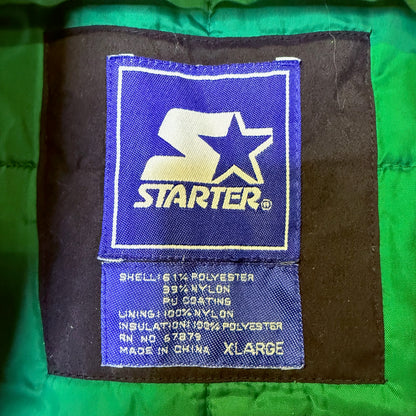 S
STARTER®
SHELL: 61% POLYESTER
39% NYLON
PU COATING
LINING: 100% NYLON
INSULATION: 100% POLYESTER
RN NO 67879
MADE IN CHINA XLARGE